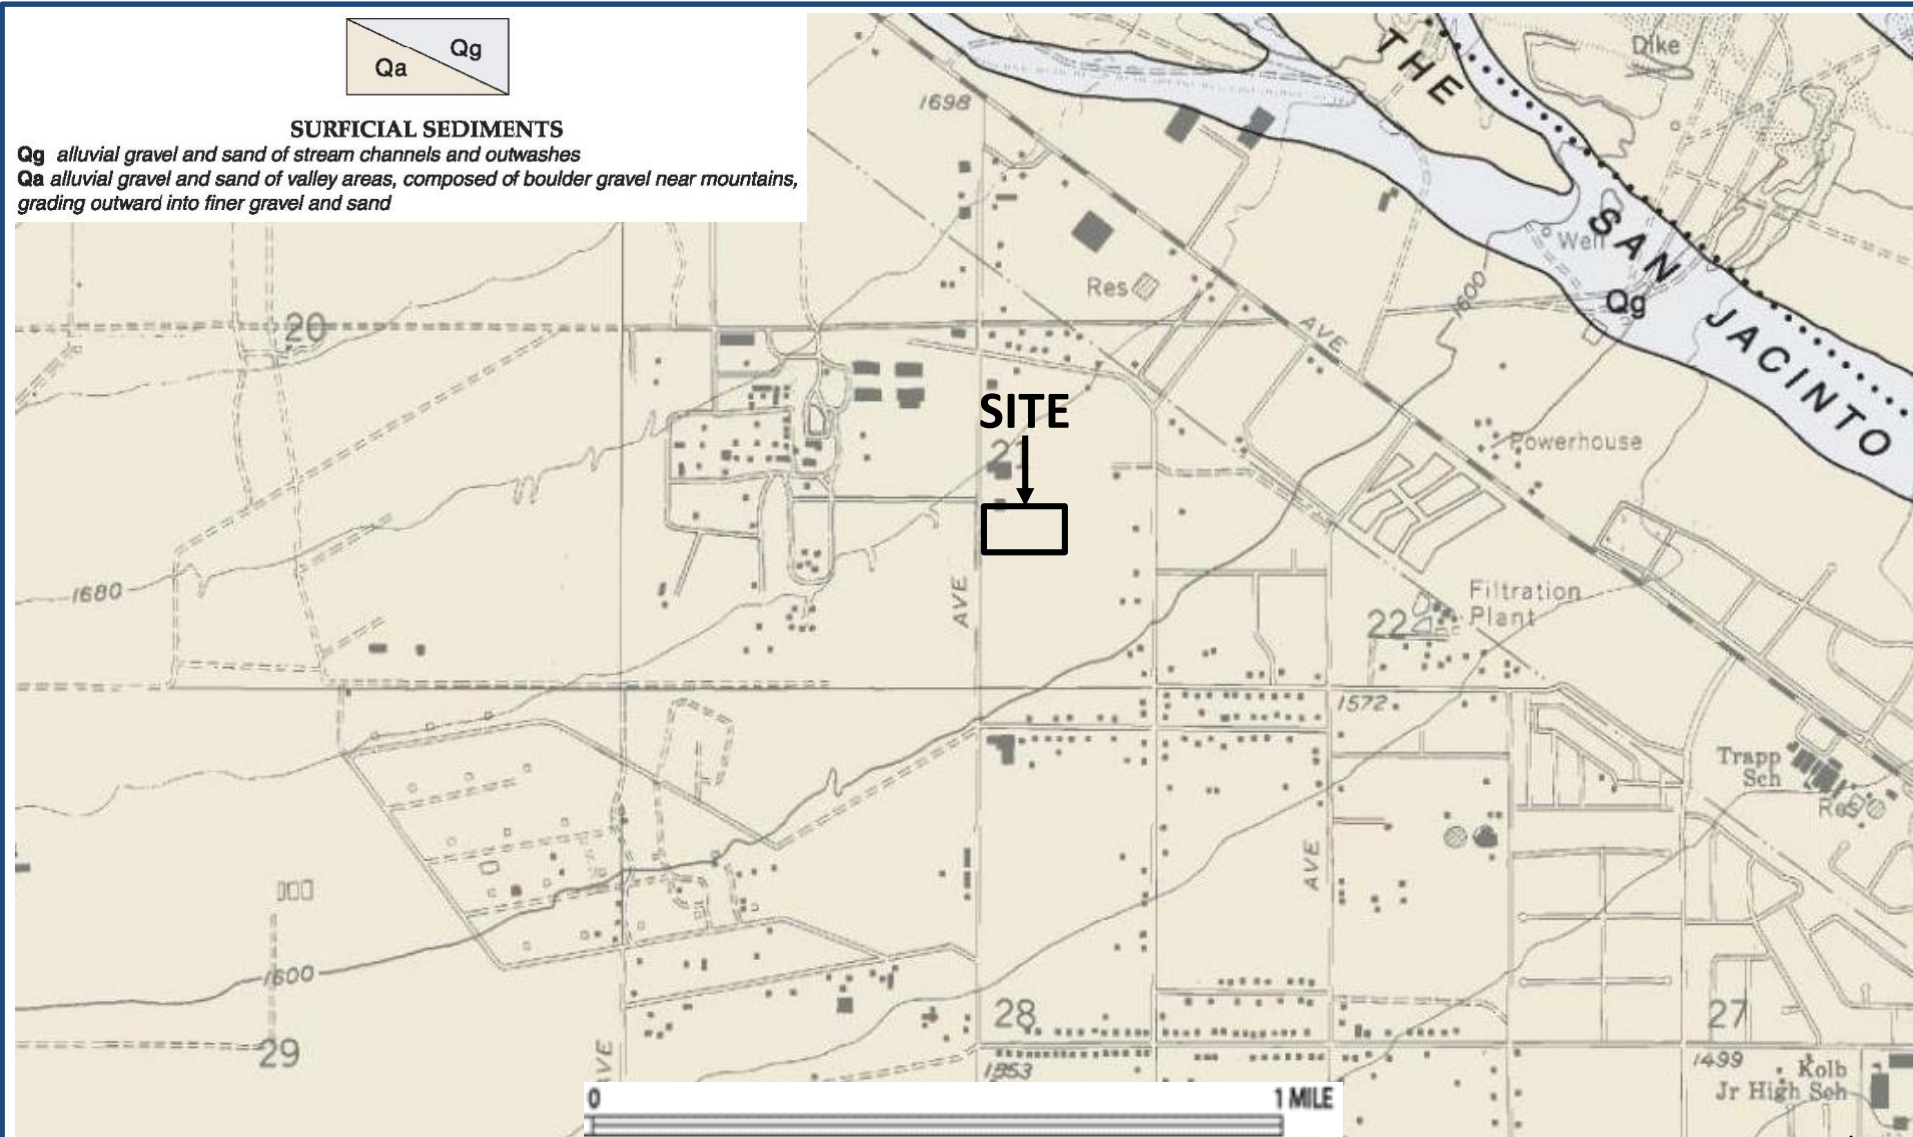 Qg
Qa
SURFICIAL SEDIMENTS
Qg alluvial gravel and sand of stream channels and outwashes
Qa alluvial gravel and sand of valley areas, composed of boulder gravel near mountains,
grading outward into finer gravel and sand
THE
Dike
1698
SAN
Well
Res
1600
Qg
JACINTO
20
AVE
SITE
21
Powerhouse
1680
AVE
Filtration
Plant
22
1572
Trapp
Sch
Res
AVE
1600
28
27
29
AVE
1353
1499
Kolb
Jr High Sch
0
1 MILE